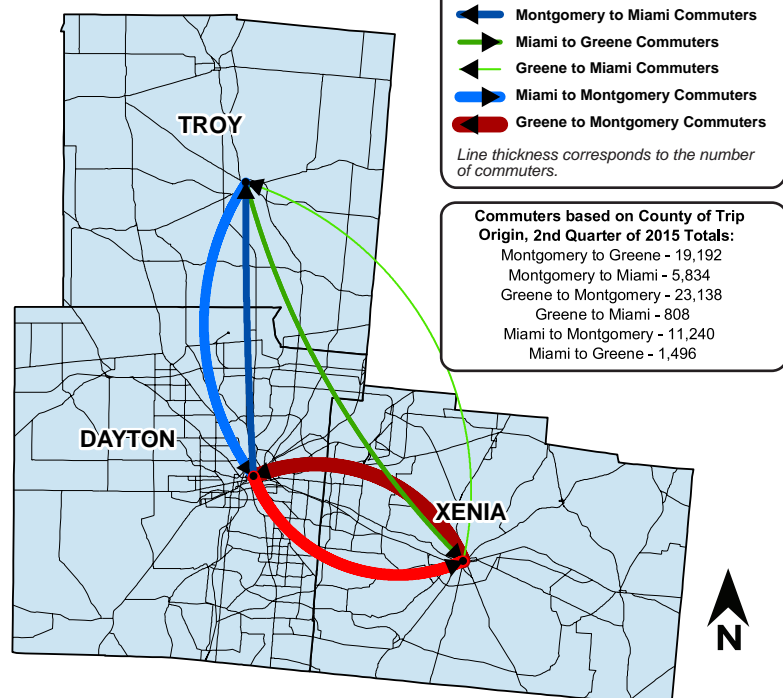 Montgomery to Miami Commuters
Miami to Greene Commuters
Greene to Miami Commuters
Miami to Montgomery Commuters
Greene to Montgomery Commuters
Line thickness corresponds to the number
of commuters.
Commuters based on County of Trip
Origin, 2nd Quarter of 2015 Totals:
Montgomery to Greene - 19,192
Montgomery to Miami - 5,834
Greene to Montgomery - 23,138
Greene to Miami - 808
Miami to Montgomery - 11,240
Miami to Greene - 1,496
TROY
DAYTON
XENIA
N